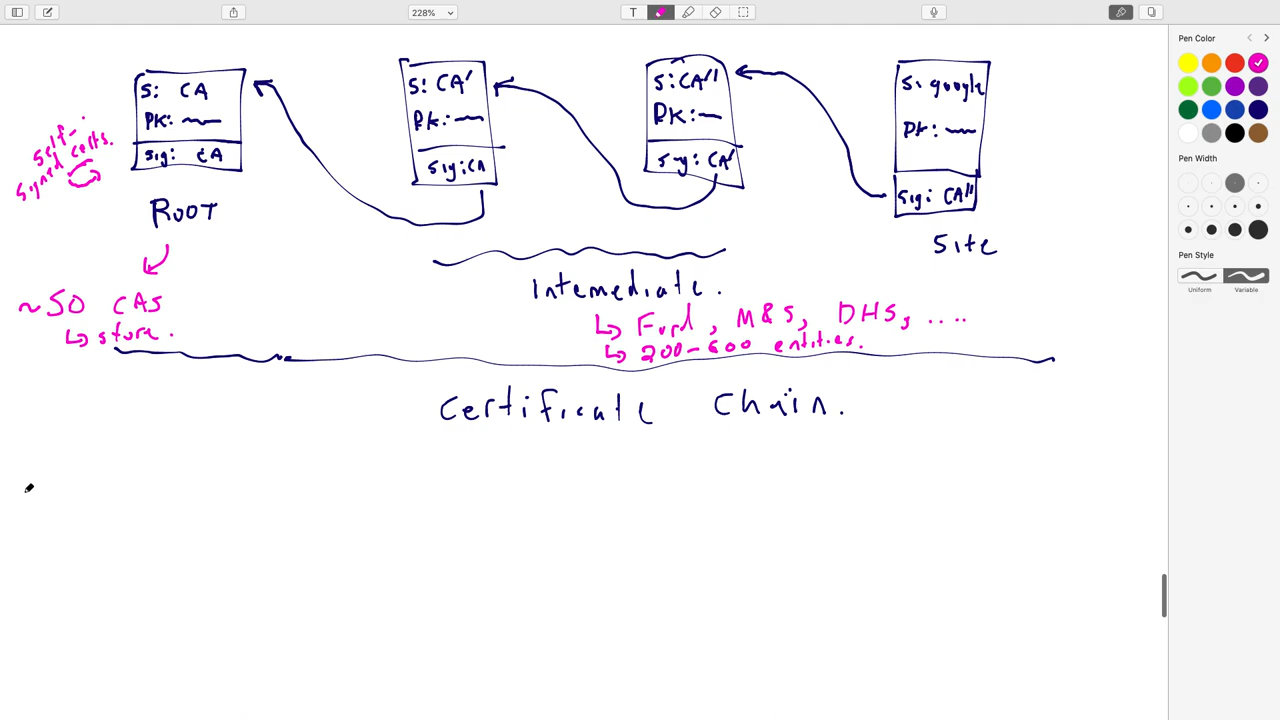 228%
T
S: CA
PK:
sig: CA
self-signed certs.
ROOT
~50 CAs
↳ store.
S: CA'
PK:
sig: CA
S: CA''
PK:
sig: CA'
S: google
PK:
sig: CA''
Site
Intemediate.
↳ Ford, M&S, DHS, ....
↳ 200-600 entities.
Certificate Chain.
Pen Color
Pen Width
Pen Style
Uniform
Variable